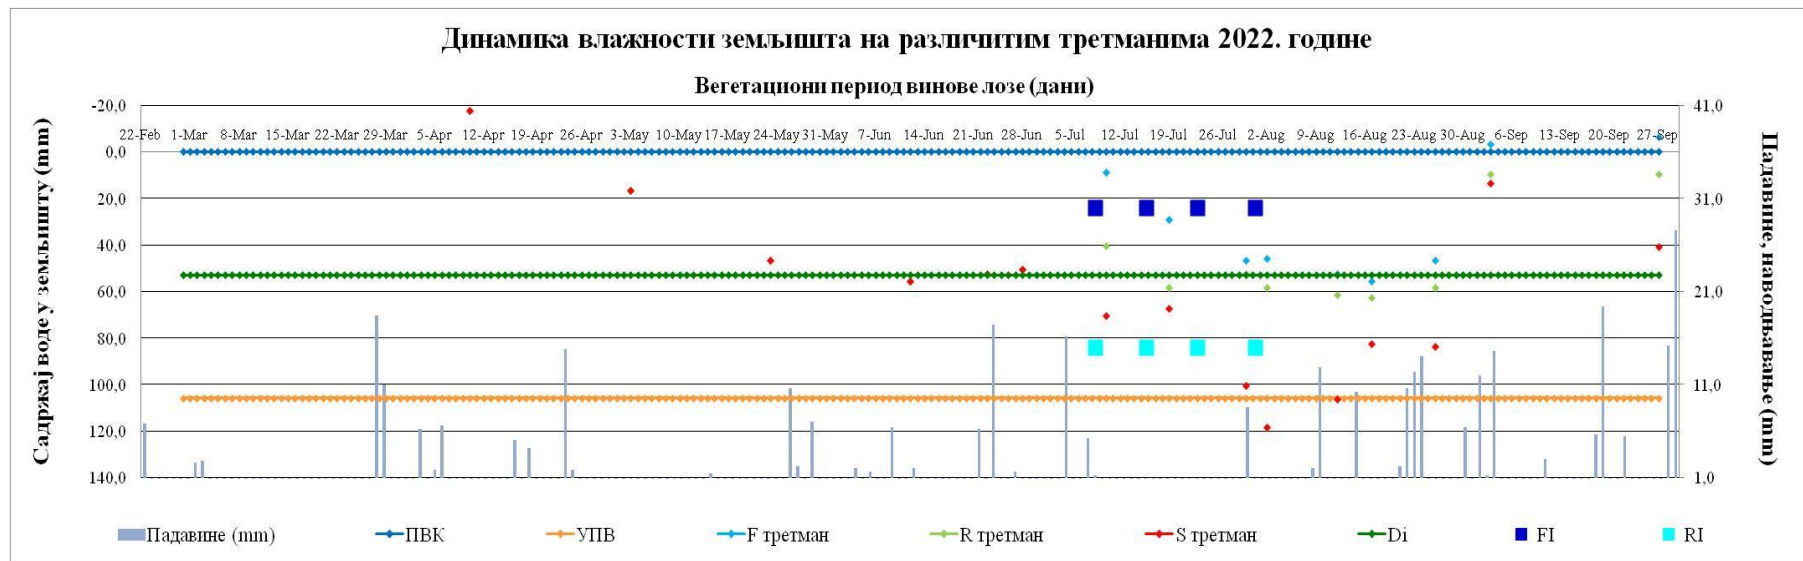 Динамика влажности земљишта на различитим третманима 2022. године
Вегетациони период винове лозе (дани)
Садржај воде у земљишту (mm)
-20,0
0,0
20,0
40,0
60,0
80,0
100,0
120,0
140,0
22-Feb 1-Mar 8-Mar 15-Mar 22-Mar 29-Mar 5-Apr 12-Apr 19-Apr 26-Apr 3-May 10-May 17-May 24-May 31-May 7-Jun 14-Jun 21-Jun 28-Jun 5-Jul 12-Jul 19-Jul 26-Jul 2-Aug 9-Aug 16-Aug 23-Aug 30-Aug 6-Sep 13-Sep 20-Sep 27-Sep
41,0
31,0
21,0
11,0
1,0
Падавине, наводњавање (mm)
Падавине (mm) ПВК УПВ F третман R третман S третман Di FI RI